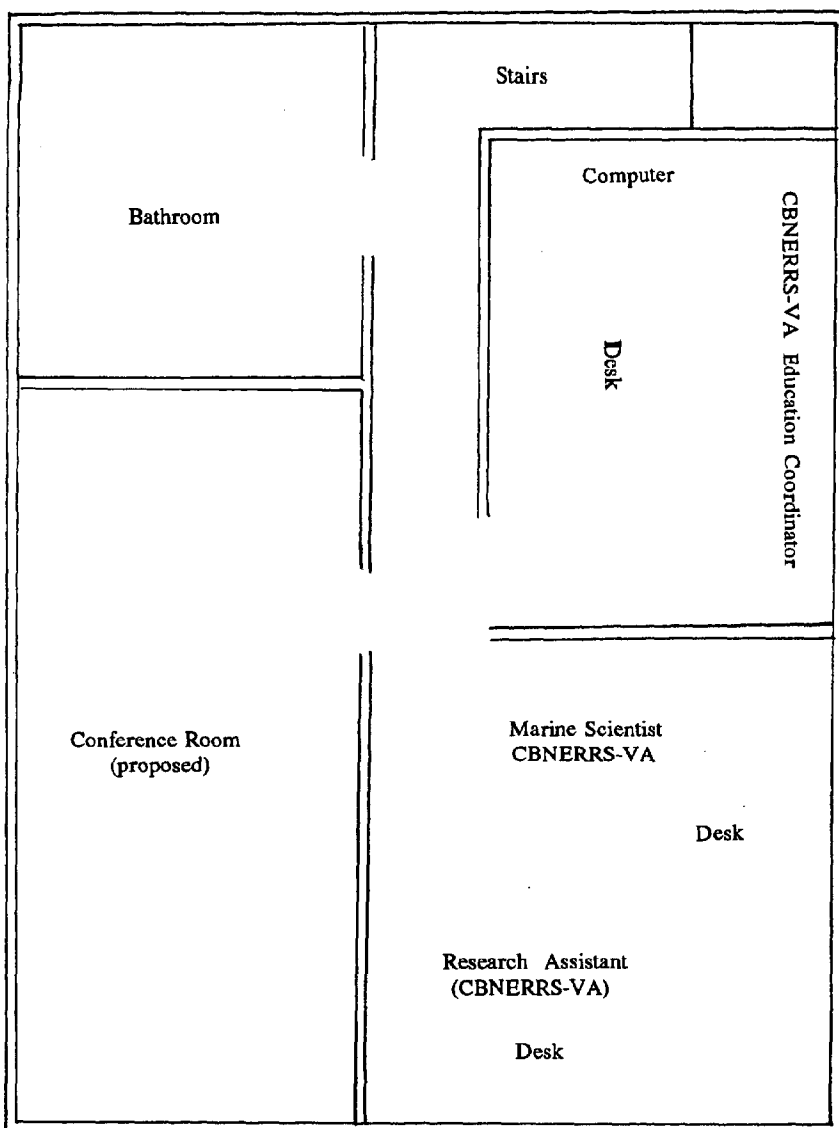 Stairs
Computer
Bathroom
CBNERRS-VA Education Coordinator
Desk
Conference Room
(proposed)
Marine Scientist
CBNERRS-VA
Desk
Research Assistant
(CBNERRS-VA)
Desk